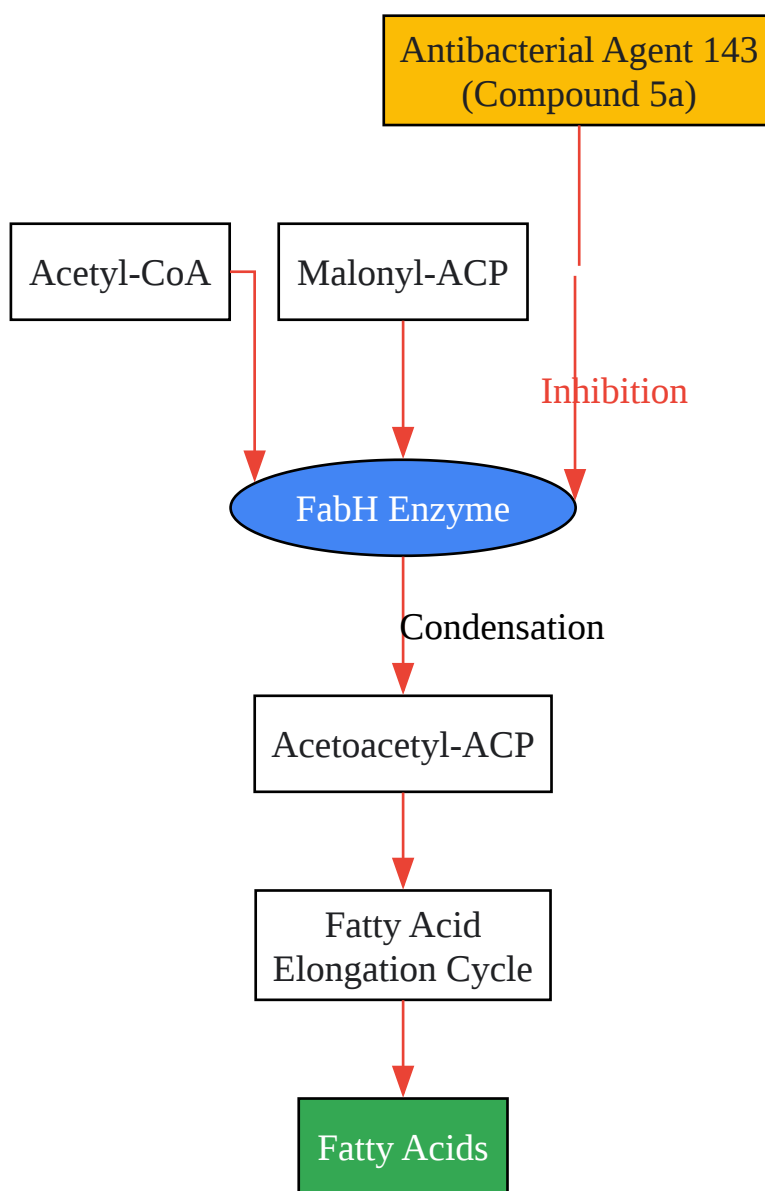 Antibacterial Agent 143
(Compound 5a)
Acetyl-CoA
Malonyl-ACP
Inhibition
FabH Enzyme
Condensation
Acetoacetyl-ACP
Fatty Acid
Elongation Cycle
Fatty Acids